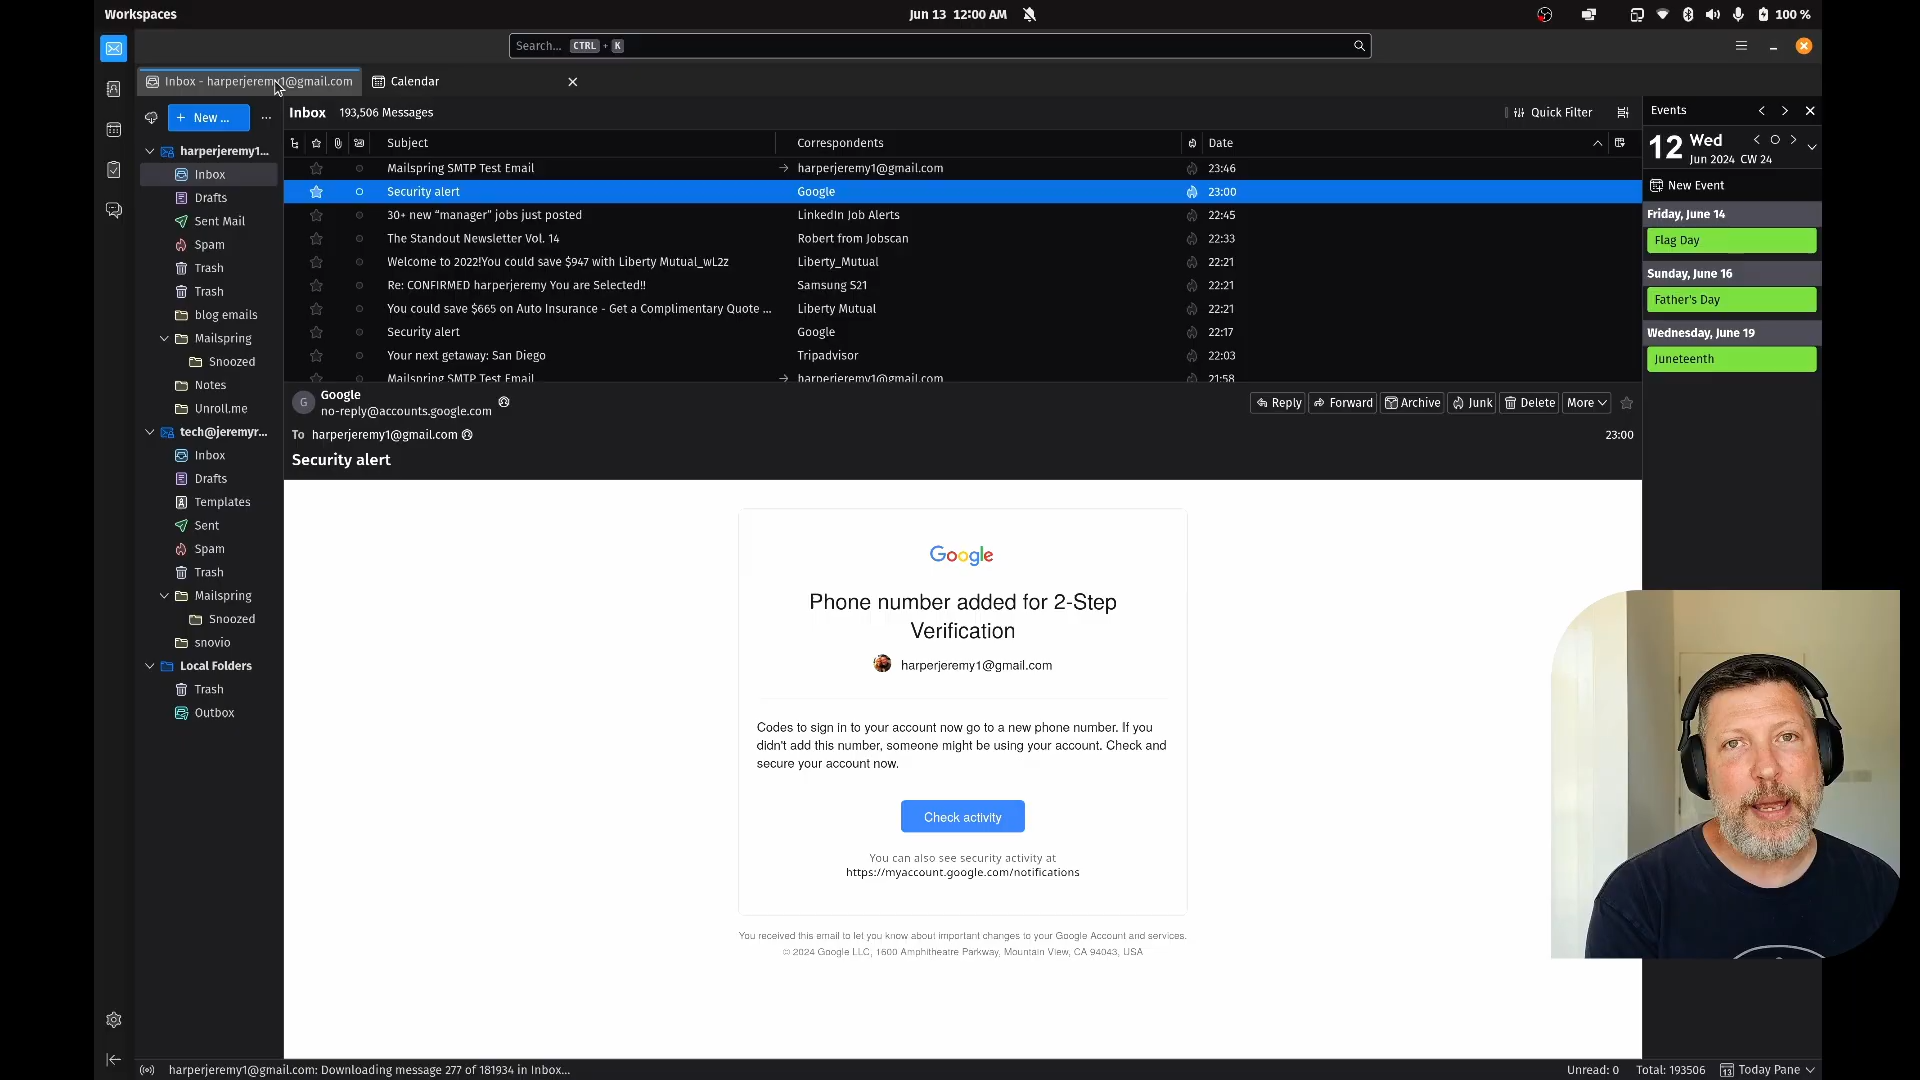 Workspaces
Jun 13 12:00 AM
100 %
Search... CTRL + K
Inbox - harperjeremy1@gmail.com
Calendar
New ...
Inbox 193,506 Messages
Quick Filter
Subject Correspondents Date
harperjeremy1...
Inbox
Drafts
Sent Mail
Spam
Trash
Trash
blog emails
Mailspring
Snoozed
Notes
Unroll.me
tech@jeremyr...
Inbox
Drafts
Templates
Sent
Spam
Trash
Mailspring
Snoozed
snovio
Local Folders
Trash
Outbox
Mailspring SMTP Test Email harperjeremy1@gmail.com 23:46
Security alert Google 23:00
30+ new “manager” jobs just posted LinkedIn Job Alerts 22:45
The Standout Newsletter Vol. 14 Robert from Jobscan 22:33
Welcome to 2022!You could save $947 with Liberty Mutual_wL2z Liberty_Mutual 22:21
Re: CONFIRMED harperjeremy You are Selected!! Samsung S21 22:21
You could save $665 on Auto Insurance - Get a Complimentary Quote ... Liberty Mutual 22:21
Security alert Google 22:17
Your next getaway: San Diego Tripadvisor 22:03
Mailspring SMTP Test Email harperjeremy1@gmail.com 21:58
G
Google
no-reply@accounts.google.com
Reply Forward Archive Junk Delete More
To harperjeremy1@gmail.com
23:00
Security alert
Google
Phone number added for 2-Step
Verification
harperjeremy1@gmail.com
Codes to sign in to your account now go to a new phone number. If you
didn't add this number, someone might be using your account. Check and
secure your account now.
Check activity
You can also see security activity at
https://myaccount.google.com/notifications
You received this email to let you know about important changes to your Google Account and services.
© 2024 Google LLC, 1600 Amphitheatre Parkway, Mountain View, CA 94043, USA
Events
12 Wed
Jun 2024 CW 24
New Event
Friday, June 14
Flag Day
Sunday, June 16
Father's Day
Wednesday, June 19
Juneteenth
harperjeremy1@gmail.com: Downloading message 277 of 181934 in Inbox...
Unread: 0 Total: 193506
13 Today Pane